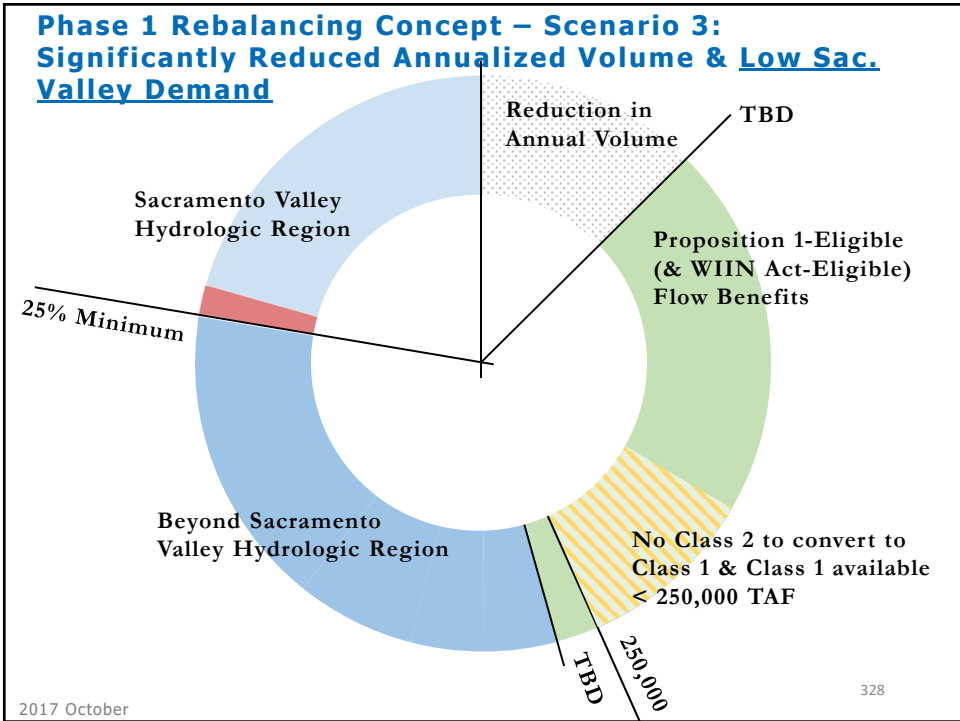 Phase 1 Rebalancing Concept – Scenario 3:
Significantly Reduced Annualized Volume & Low Sac.
Valley Demand
Reduction in
Annual Volume
TBD
Sacramento Valley
Hydrologic Region
Proposition 1-Eligible
(& WIIN Act-Eligible)
Flow Benefits
25% Minimum
Beyond Sacramento
Valley Hydrologic Region
No Class 2 to convert to
Class 1 & Class 1 available
< 250,000 TAF
TBD
250,000
328
2017 October